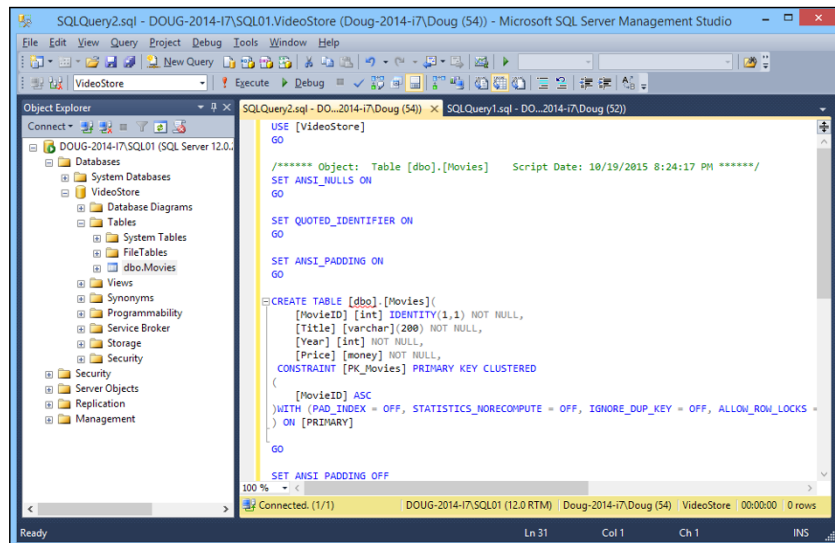 SQLQuery2.sql - DOUG-2014-I7\SQL01.VideoStore (Doug-2014-i7\Doug (54)) - Microsoft SQL Server Management Studio
File Edit View Query Project Debug Tools Window Help
New Query
VideoStore Execute Debug
Object Explorer
Connect
DOUG-2014-I7\SQL01 (SQL Server 12.0.
Databases
System Databases
VideoStore
Database Diagrams
Tables
System Tables
FileTables
dbo.Movies
Views
Synonyms
Programmability
Service Broker
Storage
Security
Security
Server Objects
Replication
Management
SQLQuery2.sql - DO...2014-i7\Doug (54)) SQLQuery1.sql - DO...2014-i7\Doug (52))
USE [VideoStore]
GO
/****** Object: Table [dbo].[Movies] Script Date: 10/19/2015 8:24:17 PM ******/
SET ANSI_NULLS ON
GO
SET QUOTED_IDENTIFIER ON
GO
SET ANSI_PADDING ON
GO
CREATE TABLE [dbo].[Movies](
[MovieID] [int] IDENTITY(1,1) NOT NULL,
[Title] [varchar](200) NOT NULL,
[Year] [int] NOT NULL,
[Price] [money] NOT NULL,
CONSTRAINT [PK_Movies] PRIMARY KEY CLUSTERED
(
[MovieID] ASC
)WITH (PAD_INDEX = OFF, STATISTICS_NORECOMPUTE = OFF, IGNORE_DUP_KEY = OFF, ALLOW_ROW_LOCKS =
) ON [PRIMARY]
GO
SET ANSI PADDING OFF
100 %
Connected. (1/1) DOUG-2014-I7\SQL01 (12.0 RTM) Doug-2014-i7\Doug (54) VideoStore 00:00:00 0 rows
Ready Ln 31 Col 1 Ch 1 INS